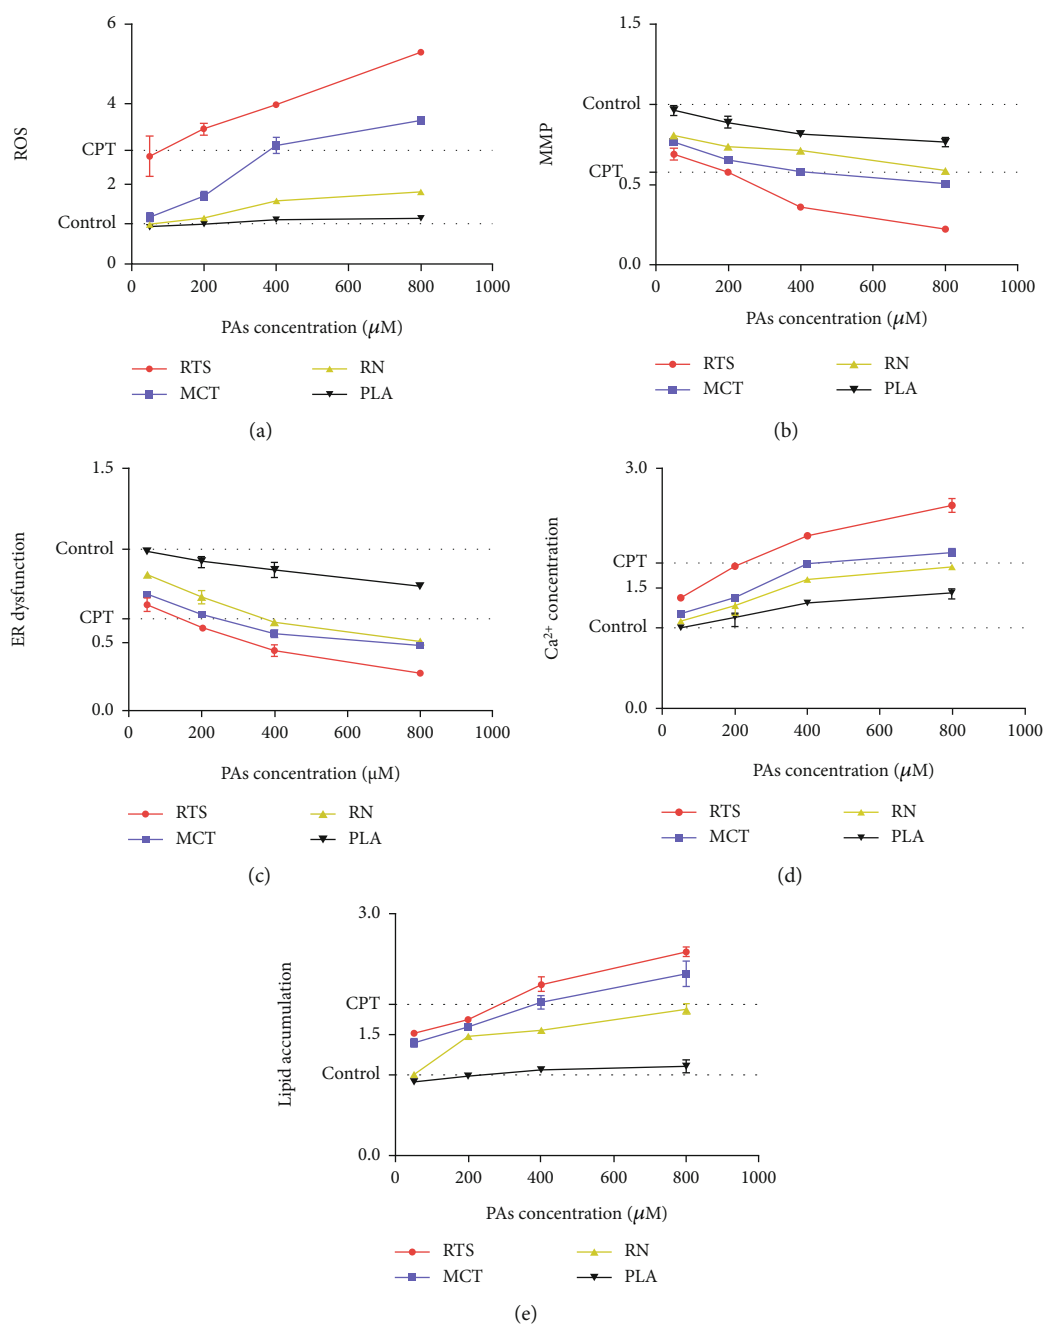 6
4
CPT
2
Control
0
ROS
0 200 400 600 800 1000
PAs concentration (μM)
RTS RN
MCT PLA
(a)
1.5
Control
CPT
0.5
0.0
MMP
0 200 400 600 800 1000
PAs concentration (μM)
RTS RN
MCT PLA
(b)
1.5
Control
CPT
0.5
0.0
ER dysfunction
0 200 400 600 800 1000
PAs concentration (μM)
RTS RN
MCT PLA
(c)
3.0
CPT
1.5
Control
0.0
Ca²⁺ concentration
0 200 400 600 800 1000
PAs concentration (μM)
RTS RN
MCT PLA
(d)
3.0
CPT
1.5
Control
0.0
Lipid accumulation
0 200 400 600 800 1000
PAs concentration (μM)
RTS RN
MCT PLA
(e)